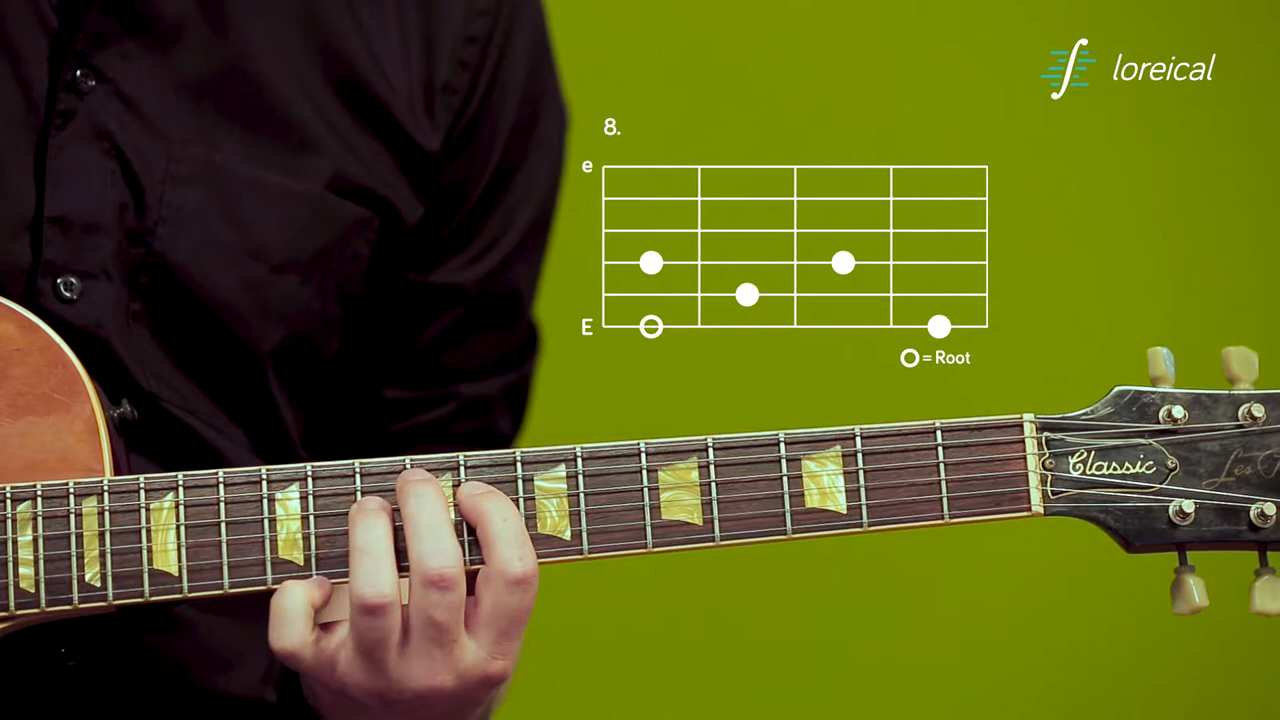 loreical
8.
e
E
O = Root
Classic